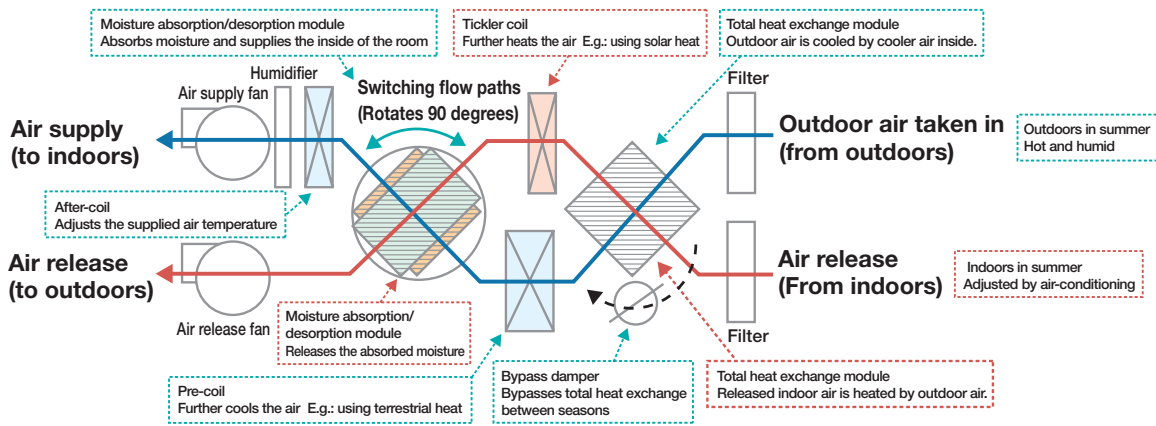 Moisture absorption/desorption module
Absorbs moisture and supplies the inside of the room
Tickler coil
Further heats the air E.g.: using solar heat
Total heat exchange module
Outdoor air is cooled by cooler air inside.
Humidifier
Air supply fan
Switching flow paths
(Rotates 90 degrees)
Filter
Air supply
(to indoors)
Outdoor air taken in
(from outdoors)
Outdoors in summer
Hot and humid
After-coil
Adjusts the supplied air temperature
Air release
(to outdoors)
Air release
(From indoors)
Indoors in summer
Adjusted by air-conditioning
Air release fan
Moisture absorption/
desorption module
Releases the absorbed moisture
Filter
Pre-coil
Further cools the air E.g.: using terrestrial heat
Bypass damper
Bypasses total heat exchange
between seasons
Total heat exchange module
Released indoor air is heated by outdoor air.